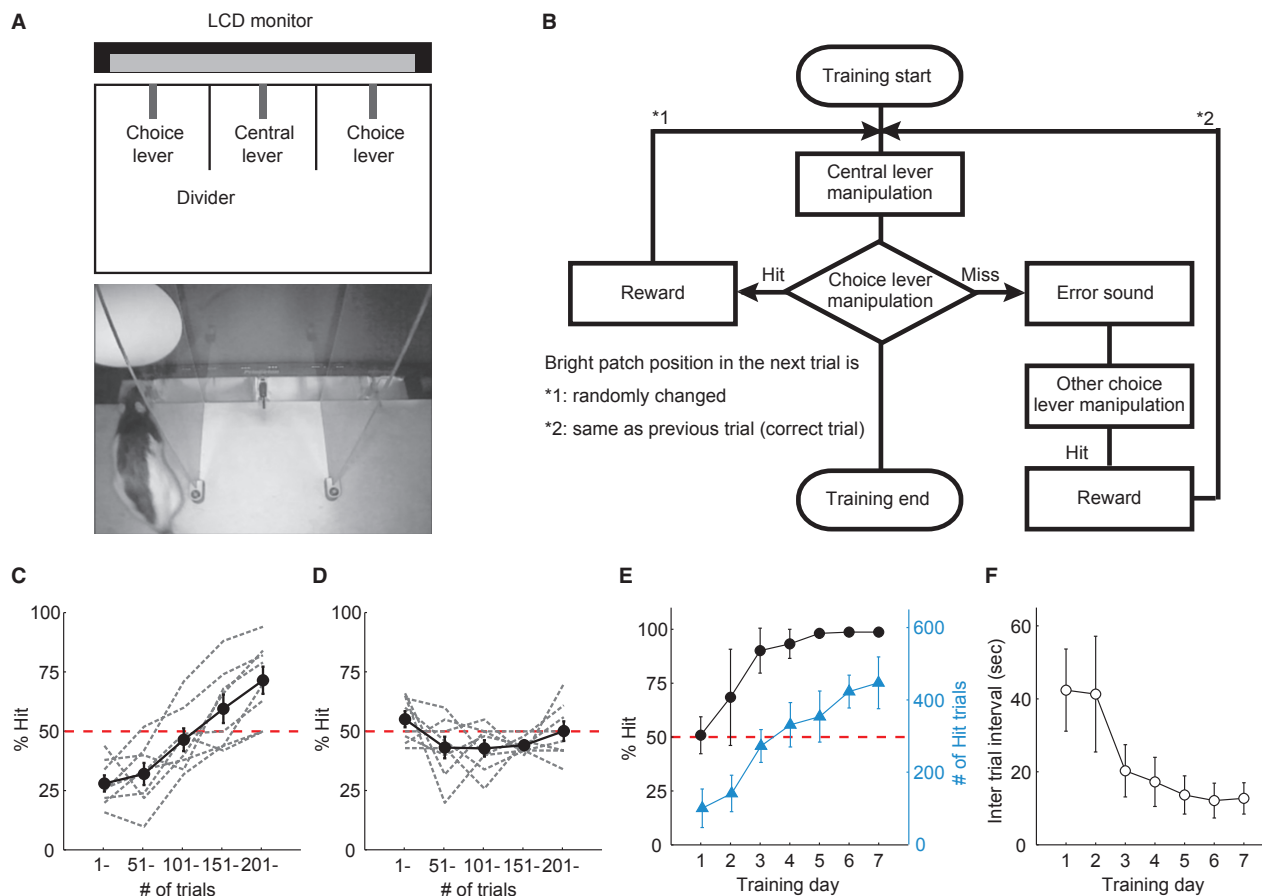 A
LCD monitor
Choice
lever
Central
lever
Choice
lever
Divider
B
Training start
*1
*2
Central lever
manipulation
Hit
Choice lever
manipulation
Miss
Reward
Error sound
Bright patch position in the next trial is
*1: randomly changed
*2: same as previous trial (correct trial)
Other choice
lever manipulation
Hit
Reward
Training end
C
% Hit
100
75
50
25
0
1-
51-
101-
151-
201-
# of trials
D
% Hit
100
75
50
25
0
1-
51-
101-
151-
201-
# of trials
E
% Hit
100
75
50
25
0
600
400
200
0
# of Hit trials
1 2 3 4 5 6 7
Training day
F
Inter trial interval (sec)
60
40
20
0
1 2 3 4 5 6 7
Training day